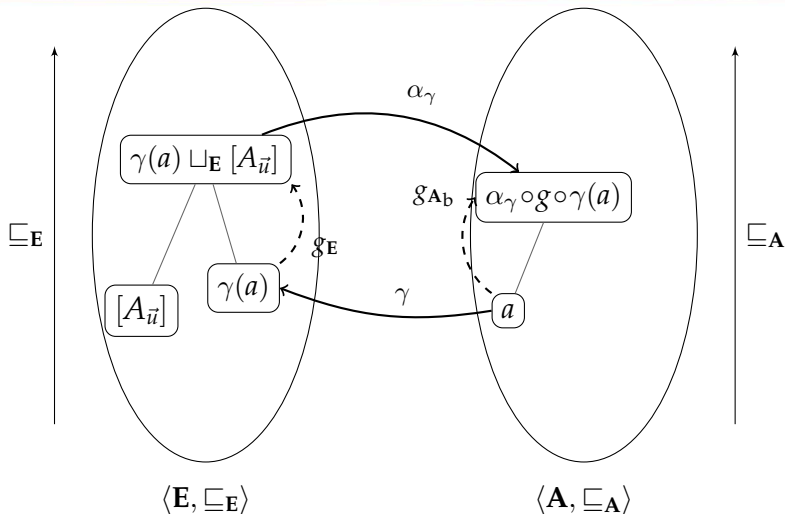 α_γ
γ(a) ⊔_E [A_u⃗]
g_{A_b}
α_γ∘g∘γ(a)
⊑_E
g_E
⊑_A
γ(a)
[A_u⃗]
γ
a
⟨E, ⊑_E⟩
⟨A, ⊑_A⟩